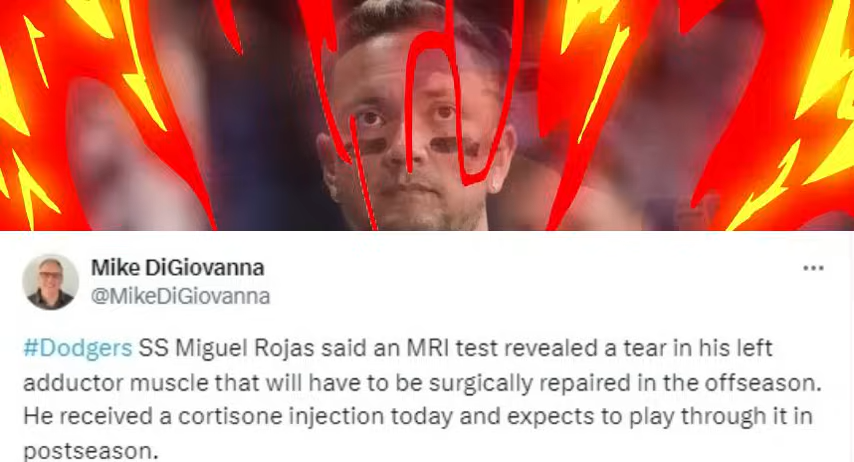 Mike DiGiovanna
@MikeDiGiovanna
#Dodgers SS Miguel Rojas said an MRI test revealed a tear in his left
adductor muscle that will have to be surgically repaired in the offseason.
He received a cortisone injection today and expects to play through it in
postseason.